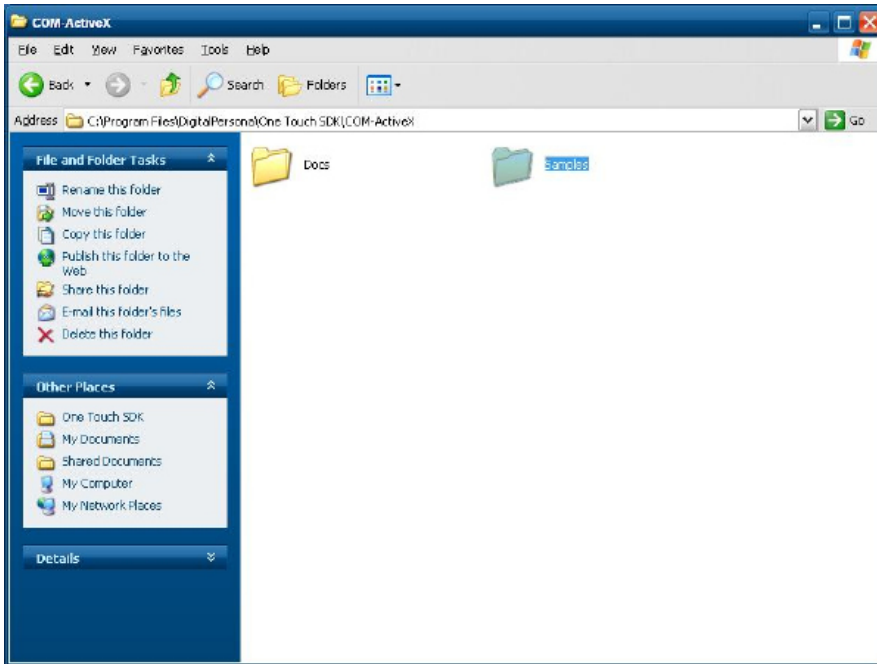 COM-ActiveX
File Edit View Favorites Tools Help
Back Search Folders
Address C:\Program Files\DigitalPersona\One Touch SDK\COM-ActiveX Go
File and Folder Tasks
Rename this folder
Move this folder
Copy this folder
Publish this folder to the
Web
Share this folder
E-mail this folder's files
Delete this folder
Other Places
One Touch SDK
My Documents
Shared Documents
My Computer
My Network Places
Details
Docs
Samples